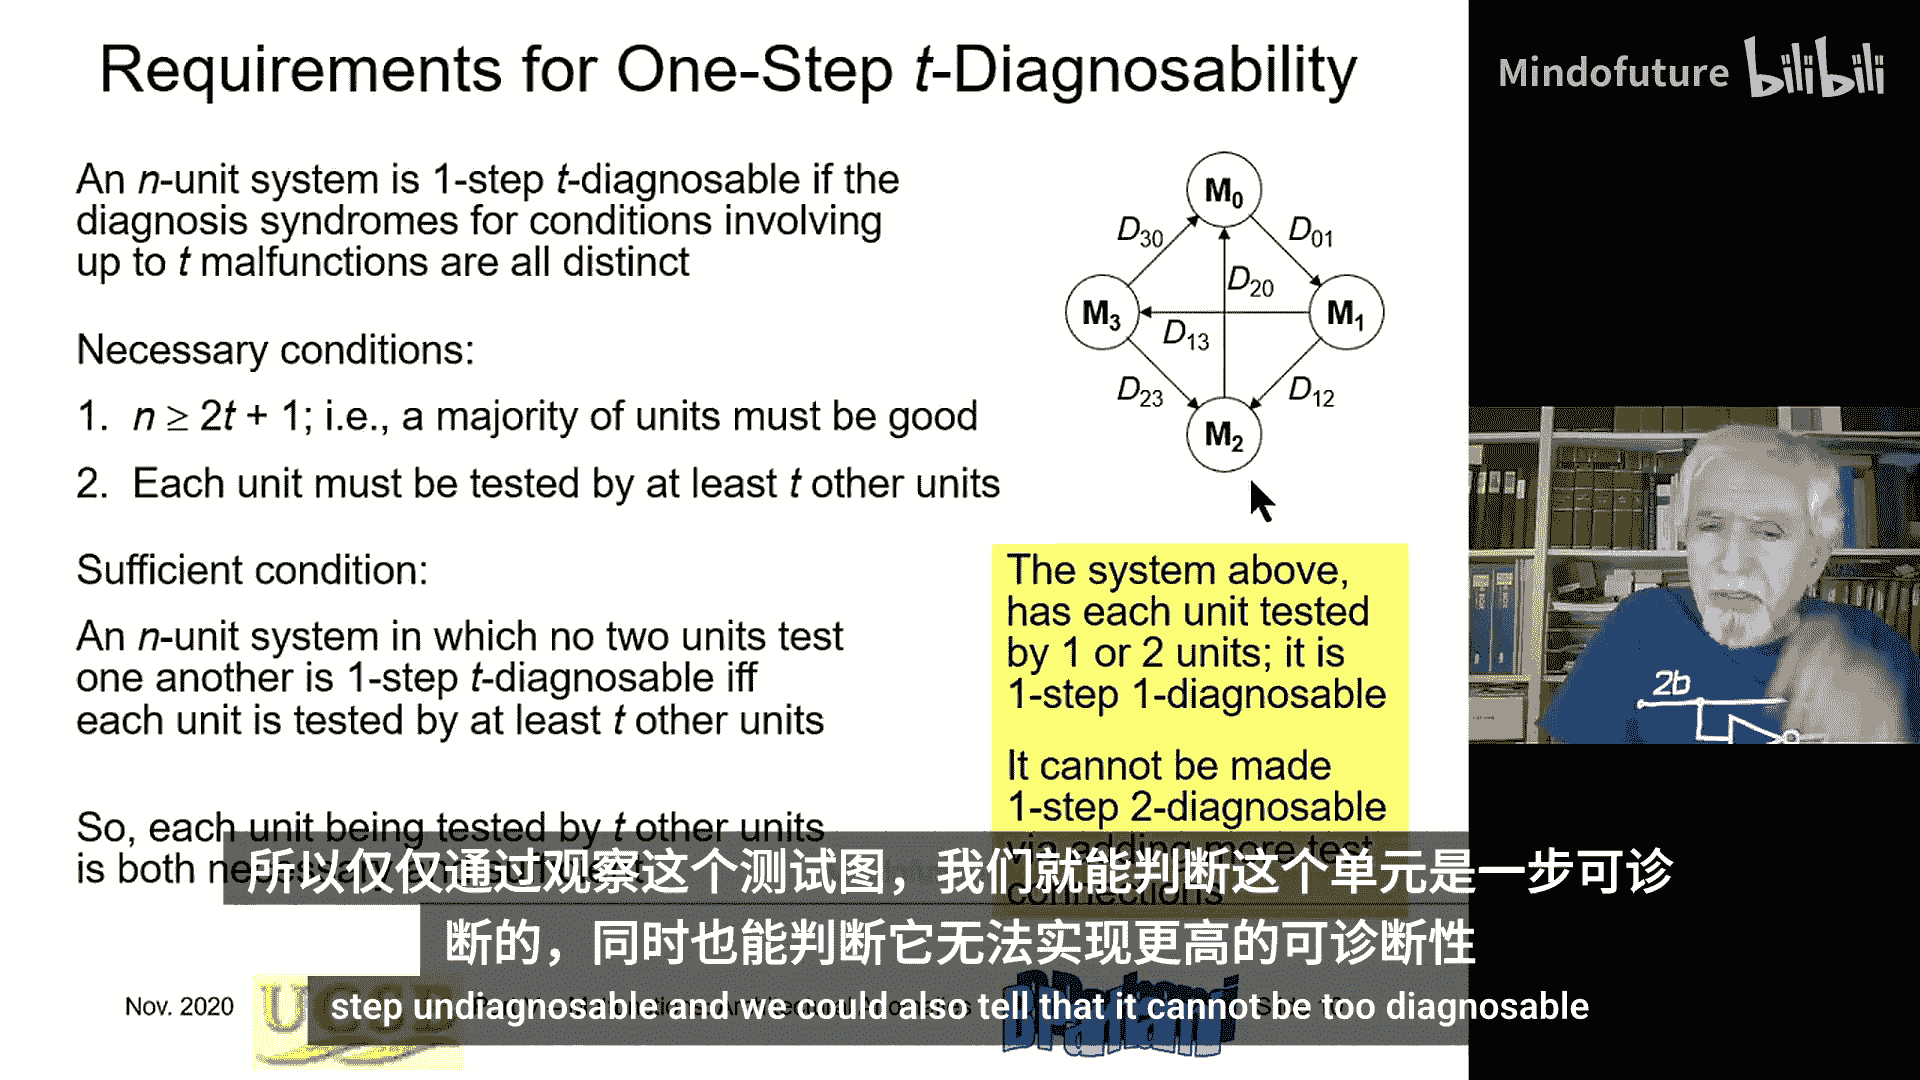 Requirements for One-Step t-Diagnosability
Mindofuture bilibili
An n-unit system is 1-step t-diagnosable if the
diagnosis syndromes for conditions involving
up to t malfunctions are all distinct
Necessary conditions:
1. n ≥ 2t + 1; i.e., a majority of units must be good
2. Each unit must be tested by at least t other units
Sufficient condition:
An n-unit system in which no two units test
one another is 1-step t-diagnosable iff
each unit is tested by at least t other units
So, each unit being tested by t other units
is both
M0
D30
D01
D20
M3
M1
D13
D23
D12
M2
The system above,
has each unit tested
by 1 or 2 units; it is
1-step 1-diagnosable
It cannot be made
1-step 2-diagnosable
via adding more test
connections
2b
所以仅仅通过观察这个测试图，我们就能判断这个单元是一步可诊
断的，同时也能判断它无法实现更高的可诊断性
step undiagnosable and we could also tell that it cannot be too diagnosable
Nov. 2020
UCSB
BParhami